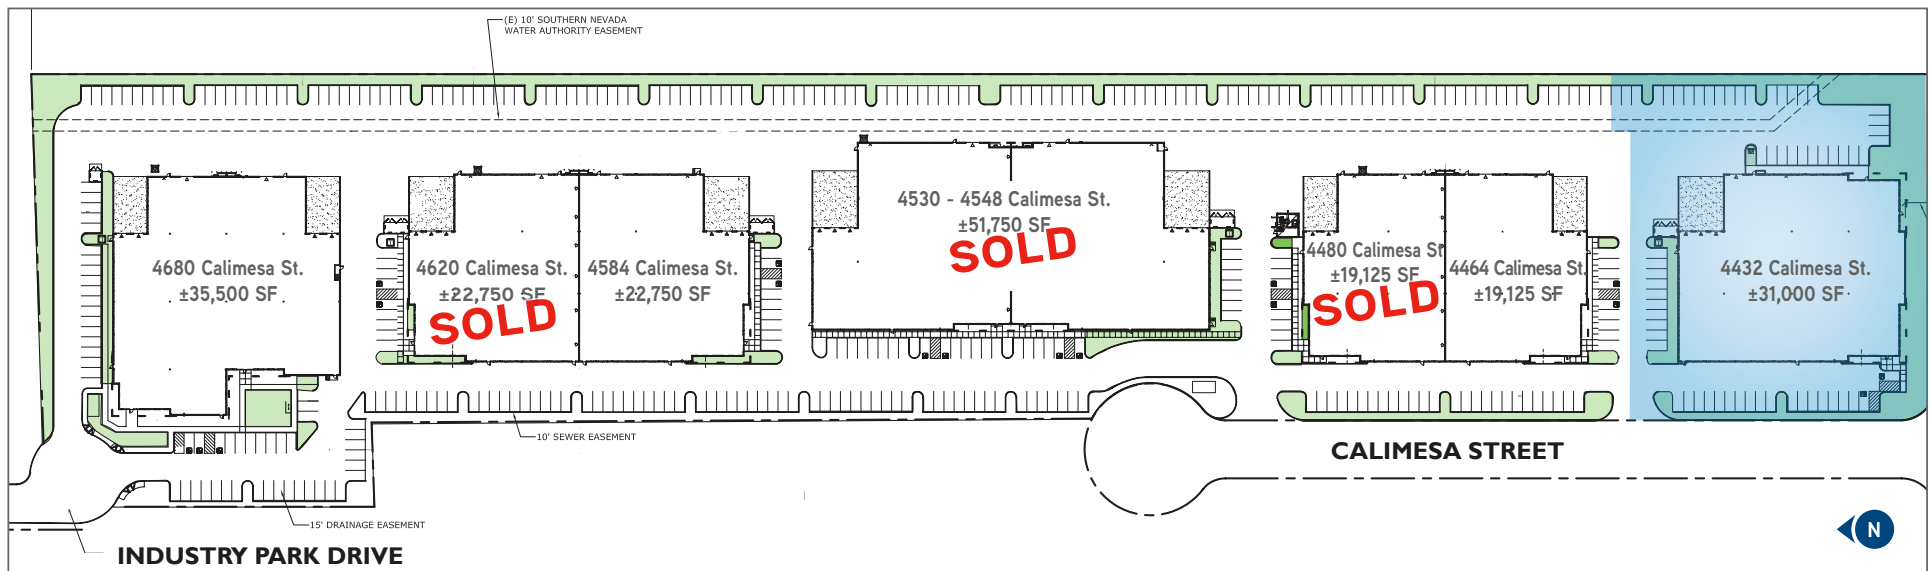 (E) 10' SOUTHERN NEVADA
WATER AUTHORITY EASEMENT
4680 Calimesa St.
±35,500 SF
4620 Calimesa St.
±22,750 SF
SOLD
4584 Calimesa St.
±22,750 SF
4530 - 4548 Calimesa St.
±51,750 SF
SOLD
4480 Calimesa St
±19,125 SF
SOLD
4464 Calimesa St.
±19,125 SF
4432 Calimesa St.
±31,000 SF
10' SEWER EASEMENT
CALIMESA STREET
15' DRAINAGE EASEMENT
INDUSTRY PARK DRIVE
N